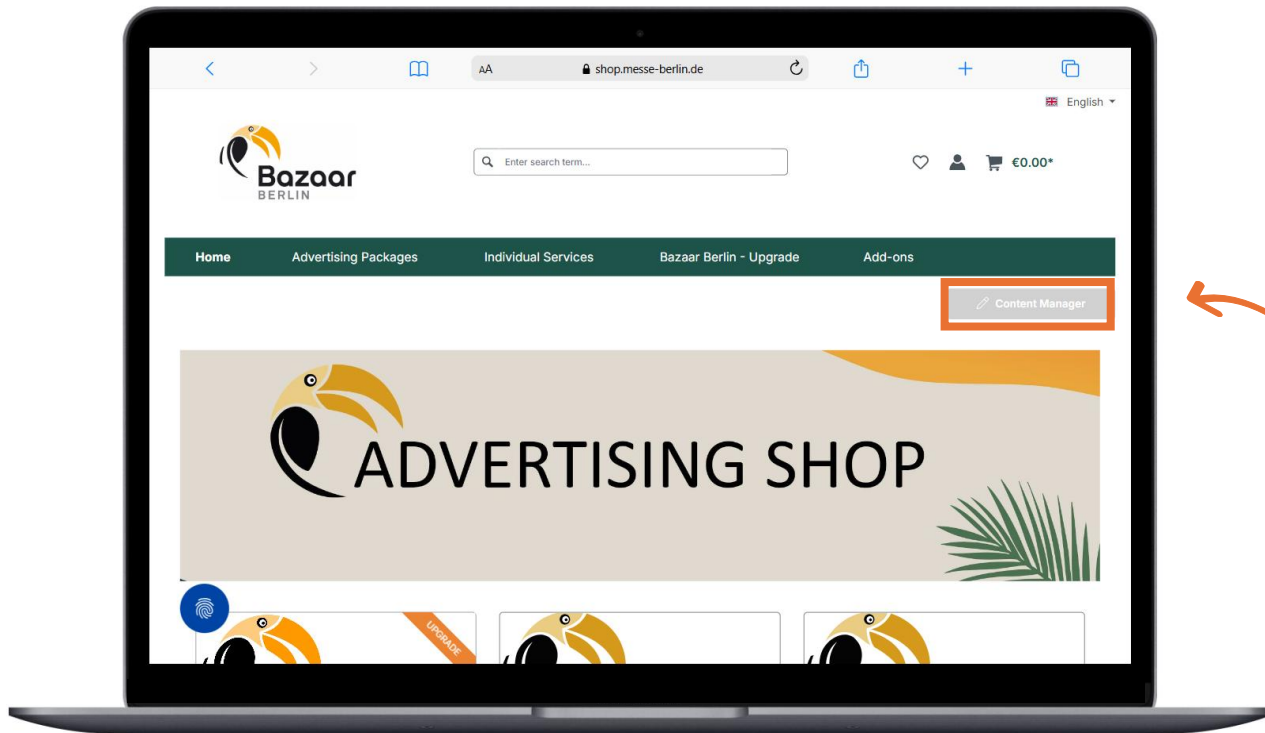 AA
shop.messe-berlin.de
English
Bazaar
BERLIN
Enter search term...
€0.00*
Home
Advertising Packages
Individual Services
Bazaar Berlin - Upgrade
Add-ons
Content Manager
ADVERTISING SHOP
UPGRADE